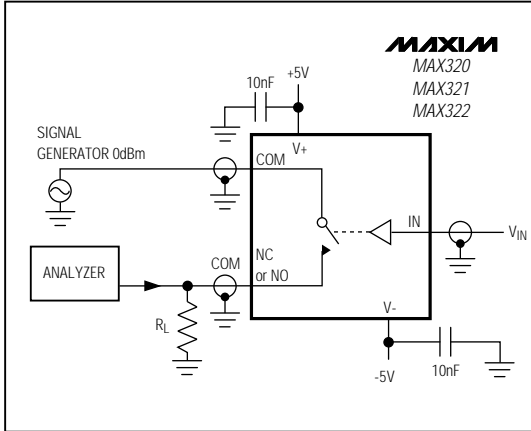 MAXIM
MAX320
MAX321
MAX322
10nF
+5V
SIGNAL
GENERATOR 0dBm
V+
COM
IN
VIN
ANALYZER
COM
NC
or NO
RL
V-
-5V
10nF